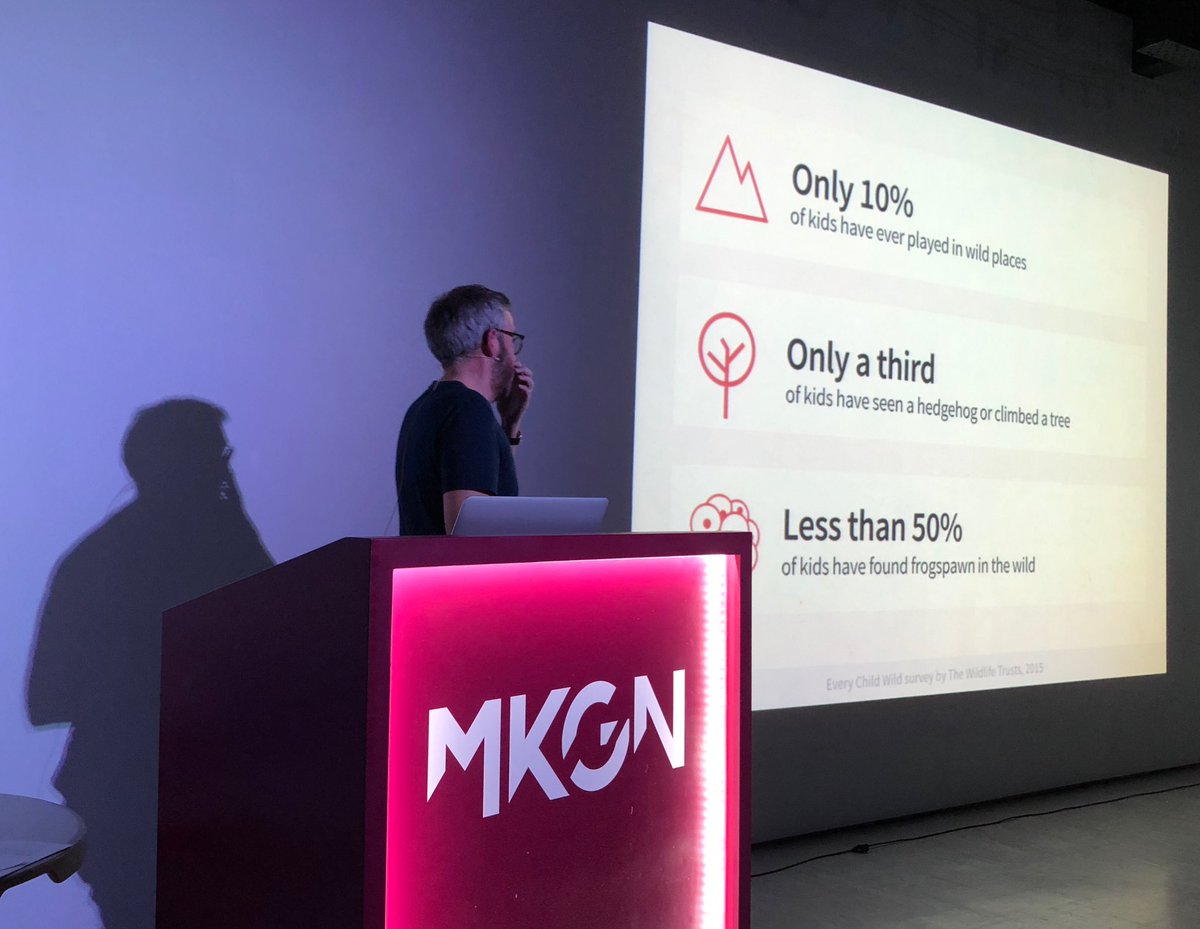 Only 10%
of kids have ever played in wild places
Only a third
of kids have seen a hedgehog or climbed a tree
Less than 50%
of kids have found frogspawn in the wild
Every Child Wild survey by The Wildlife Trusts, 2015
MKGN